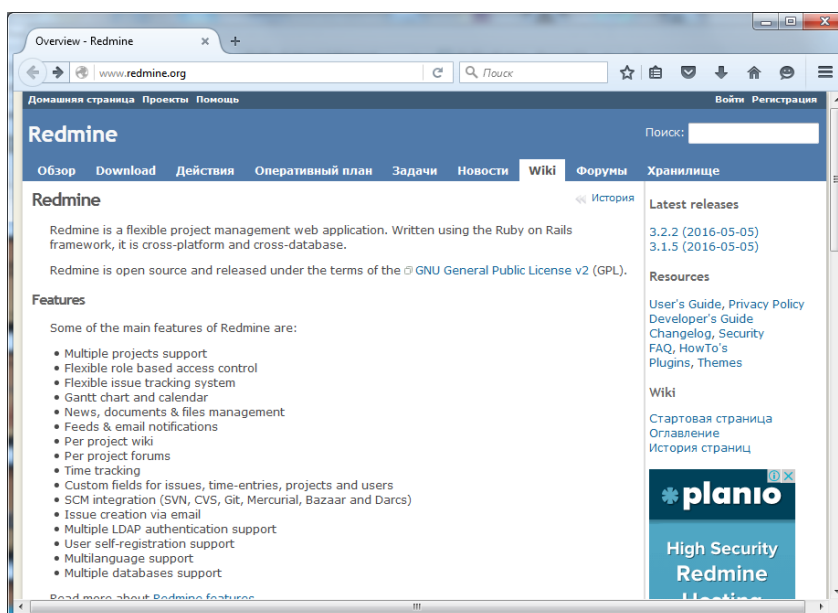 Overview - Redmine
www.redmine.org
Поиск
Домашняя страница Проекты Помощь
Войти Регистрация
Redmine
Поиск:
Обзор Download Действия Оперативный план Задачи Новости Wiki Форумы Хранилище
Redmine
История
Redmine is a flexible project management web application. Written using the Ruby on Rails
framework, it is cross-platform and cross-database.
Redmine is open source and released under the terms of the GNU General Public License v2 (GPL).
Features
Some of the main features of Redmine are:
• Multiple projects support
• Flexible role based access control
• Flexible issue tracking system
• Gantt chart and calendar
• News, documents & files management
• Feeds & email notifications
• Per project wiki
• Per project forums
• Time tracking
• Custom fields for issues, time-entries, projects and users
• SCM integration (SVN, CVS, Git, Mercurial, Bazaar and Darcs)
• Issue creation via email
• Multiple LDAP authentication support
• User self-registration support
• Multilanguage support
• Multiple databases support
Read more about Redmine features
Latest releases
3.2.2 (2016-05-05)
3.1.5 (2016-05-05)
Resources
User's Guide, Privacy Policy
Developer's Guide
Changelog, Security
FAQ, HowTo's
Plugins, Themes
Wiki
Стартовая страница
Оглавление
История страниц
planio
High Security
Redmine
Hosting